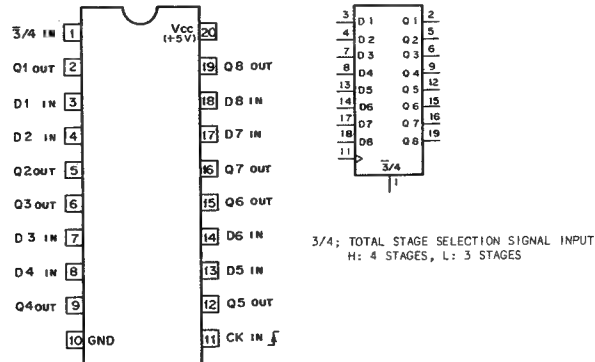 3̅/4 IN 1
Q1 OUT 2
D1 IN 3
D2 IN 4
Q2 OUT 5
Q3 OUT 6
D3 IN 7
D4 IN 8
Q4 OUT 9
10 GND
Vcc 20
(+5V)
19 Q8 OUT
18 D8 IN
17 D7 IN
16 Q7 OUT
15 Q6 OUT
14 D6 IN
13 D5 IN
12 Q5 OUT
11 CK IN
3 D1 Q1 2
4 D2 Q2 5
7 D3 Q3 6
8 D4 Q4 9
13 D5 Q5 12
14 D6 Q6 15
17 D7 Q7 16
18 D8 Q8 19
11
3̅/4
1
3/4; TOTAL STAGE SELECTION SIGNAL INPUT
H: 4 STAGES, L: 3 STAGES